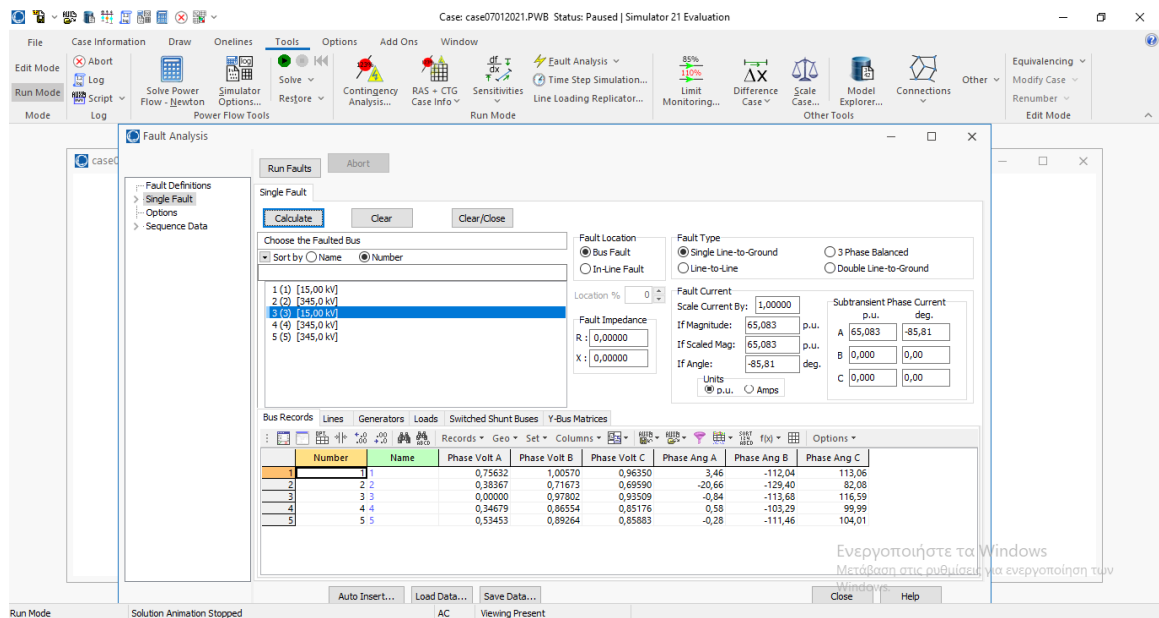 Case: case07012021.PWB Status: Paused | Simulator 21 Evaluation
File Case Information Draw Onelines Tools Options Add Ons Window
Edit Mode
Run Mode
Mode
Abort
Log
Script
Log
Solve Power
Flow - Newton
Simulator
Options...
Solve
Restore
Power Flow Tools
Contingency
Analysis...
RAS + CTG
Case Info
Sensitivities
Fault Analysis
Time Step Simulation...
Line Loading Replicator...
Run Mode
85%
110%
Limit
Monitoring...
Difference
Case
Scale
Case...
Model
Explorer...
Connections
Other
Other Tools
Equivalencing
Modify Case
Renumber
Edit Mode
Fault Analysis
Fault Definitions
Single Fault
Options
Sequence Data
Run Faults Abort
Single Fault
Calculate Clear Clear/Close
Choose the Faulted Bus
Sort by Name Number
1 (1) [15,00 kV]
2 (2) [345,0 kV]
3 (3) [15,00 kV]
4 (4) [345,0 kV]
5 (5) [345,0 kV]
Fault Location
Bus Fault
In-Line Fault
Location % 0
Fault Impedance
R : 0,00000
X : 0,00000
Fault Type
Single Line-to-Ground 3 Phase Balanced
Line-to-Line Double Line-to-Ground
Fault Current
Scale Current By: 1,00000
If Magnitude: 65,083 p.u.
If Scaled Mag: 65,083 p.u.
If Angle: -85,81 deg.
Units
p.u. Amps
Subtransient Phase Current
p.u. deg.
A 65,083 -85,81
B 0,000 0,00
C 0,000 0,00
Bus Records Lines Generators Loads Switched Shunt Buses Y-Bus Matrices
Records Geo Set Columns Options
Number Name Phase Volt A Phase Volt B Phase Volt C Phase Ang A Phase Ang B Phase Ang C
1 1 1 0,75632 1,00570 0,96350 3,46 -112,04 113,06
2 2 2 0,38367 0,71673 0,69590 -20,66 -129,40 82,08
3 3 3 0,00000 0,97802 0,93509 -0,84 -113,68 116,59
4 4 4 0,34679 0,86554 0,85176 0,58 -103,29 99,99
5 5 5 0,53453 0,89264 0,85883 -0,28 -111,46 104,01
Ενεργοποιήστε τα Windows
Μετάβαση στις ρυθμίσεις για ενεργοποίηση των
Windows.
Auto Insert... Load Data... Save Data... Close Help
Run Mode Solution Animation Stopped AC Viewing Present